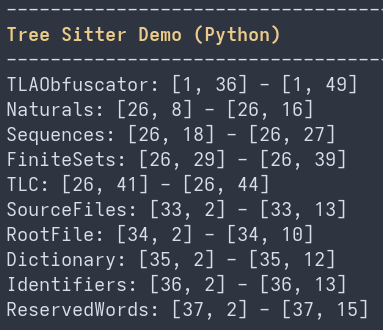 Tree Sitter Demo (Python)
TLAObfuscator: [1, 36] - [1, 49]
Naturals: [26, 8] - [26, 16]
Sequences: [26, 18] - [26, 27]
FiniteSets: [26, 29] - [26, 39]
TLC: [26, 41] - [26, 44]
SourceFiles: [33, 2] - [33, 13]
RootFile: [34, 2] - [34, 10]
Dictionary: [35, 2] - [35, 12]
Identifiers: [36, 2] - [36, 13]
ReservedWords: [37, 2] - [37, 15]